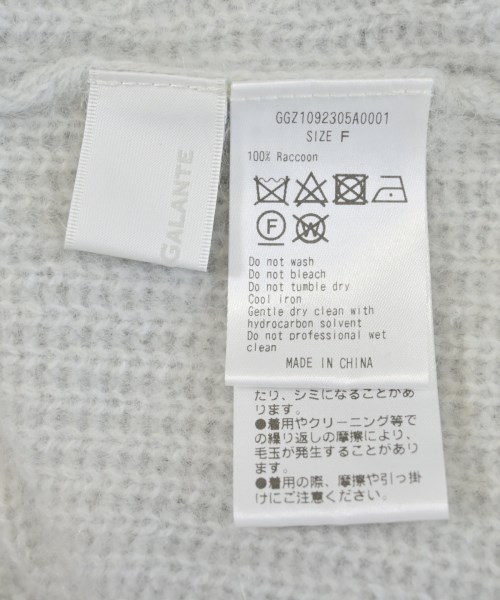 GALANTE
GGZ1092305A0001
SIZE F
100% Raccoon
F
W
Do not wash
Do not bleach
Do not tumble dry
Cool iron
Gentle dry clean with
hydrocarbon solvent
Do not professional wet
clean
MADE IN CHINA
たり、シミになることがあ
ります。
●着用やクリーニング等で
の繰り返しの摩擦により、
毛玉が発生することがあり
ます。
●着用の際、摩擦や引っ掛
けにご注意ください。